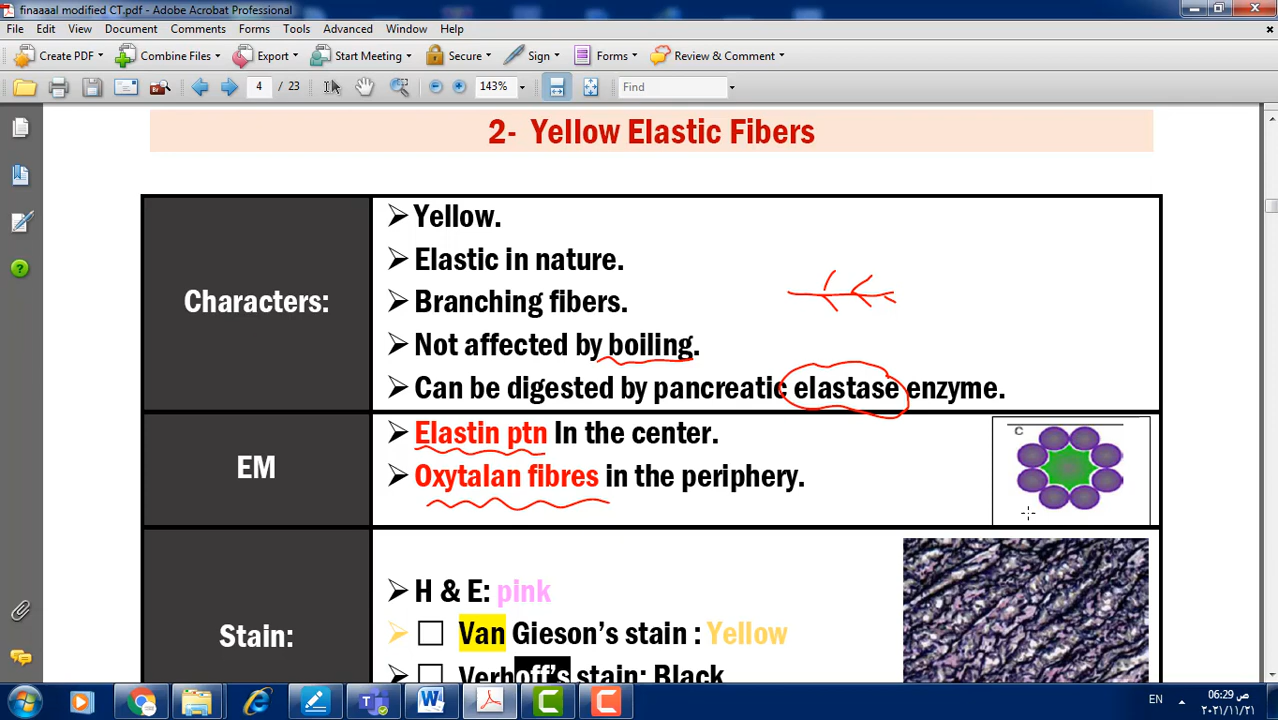 finaaaal modified CT.pdf - Adobe Acrobat Professional
File Edit View Document Comments Forms Tools Advanced Window Help
Create PDF Combine Files Export Start Meeting Secure Sign Forms Review & Comment
4 / 23 143% Find
2- Yellow Elastic Fibers
Characters:
Yellow.
Elastic in nature.
Branching fibers.
Not affected by boiling.
Can be digested by pancreatic elastase enzyme.
EM
Elastin ptn In the center.
Oxytalan fibres in the periphery.
C
Stain:
H & E: pink
Van Gieson's stain : Yellow
Verhoff's stain: Black
EN
06:29 ص
٢٠٢١/١١/٢١